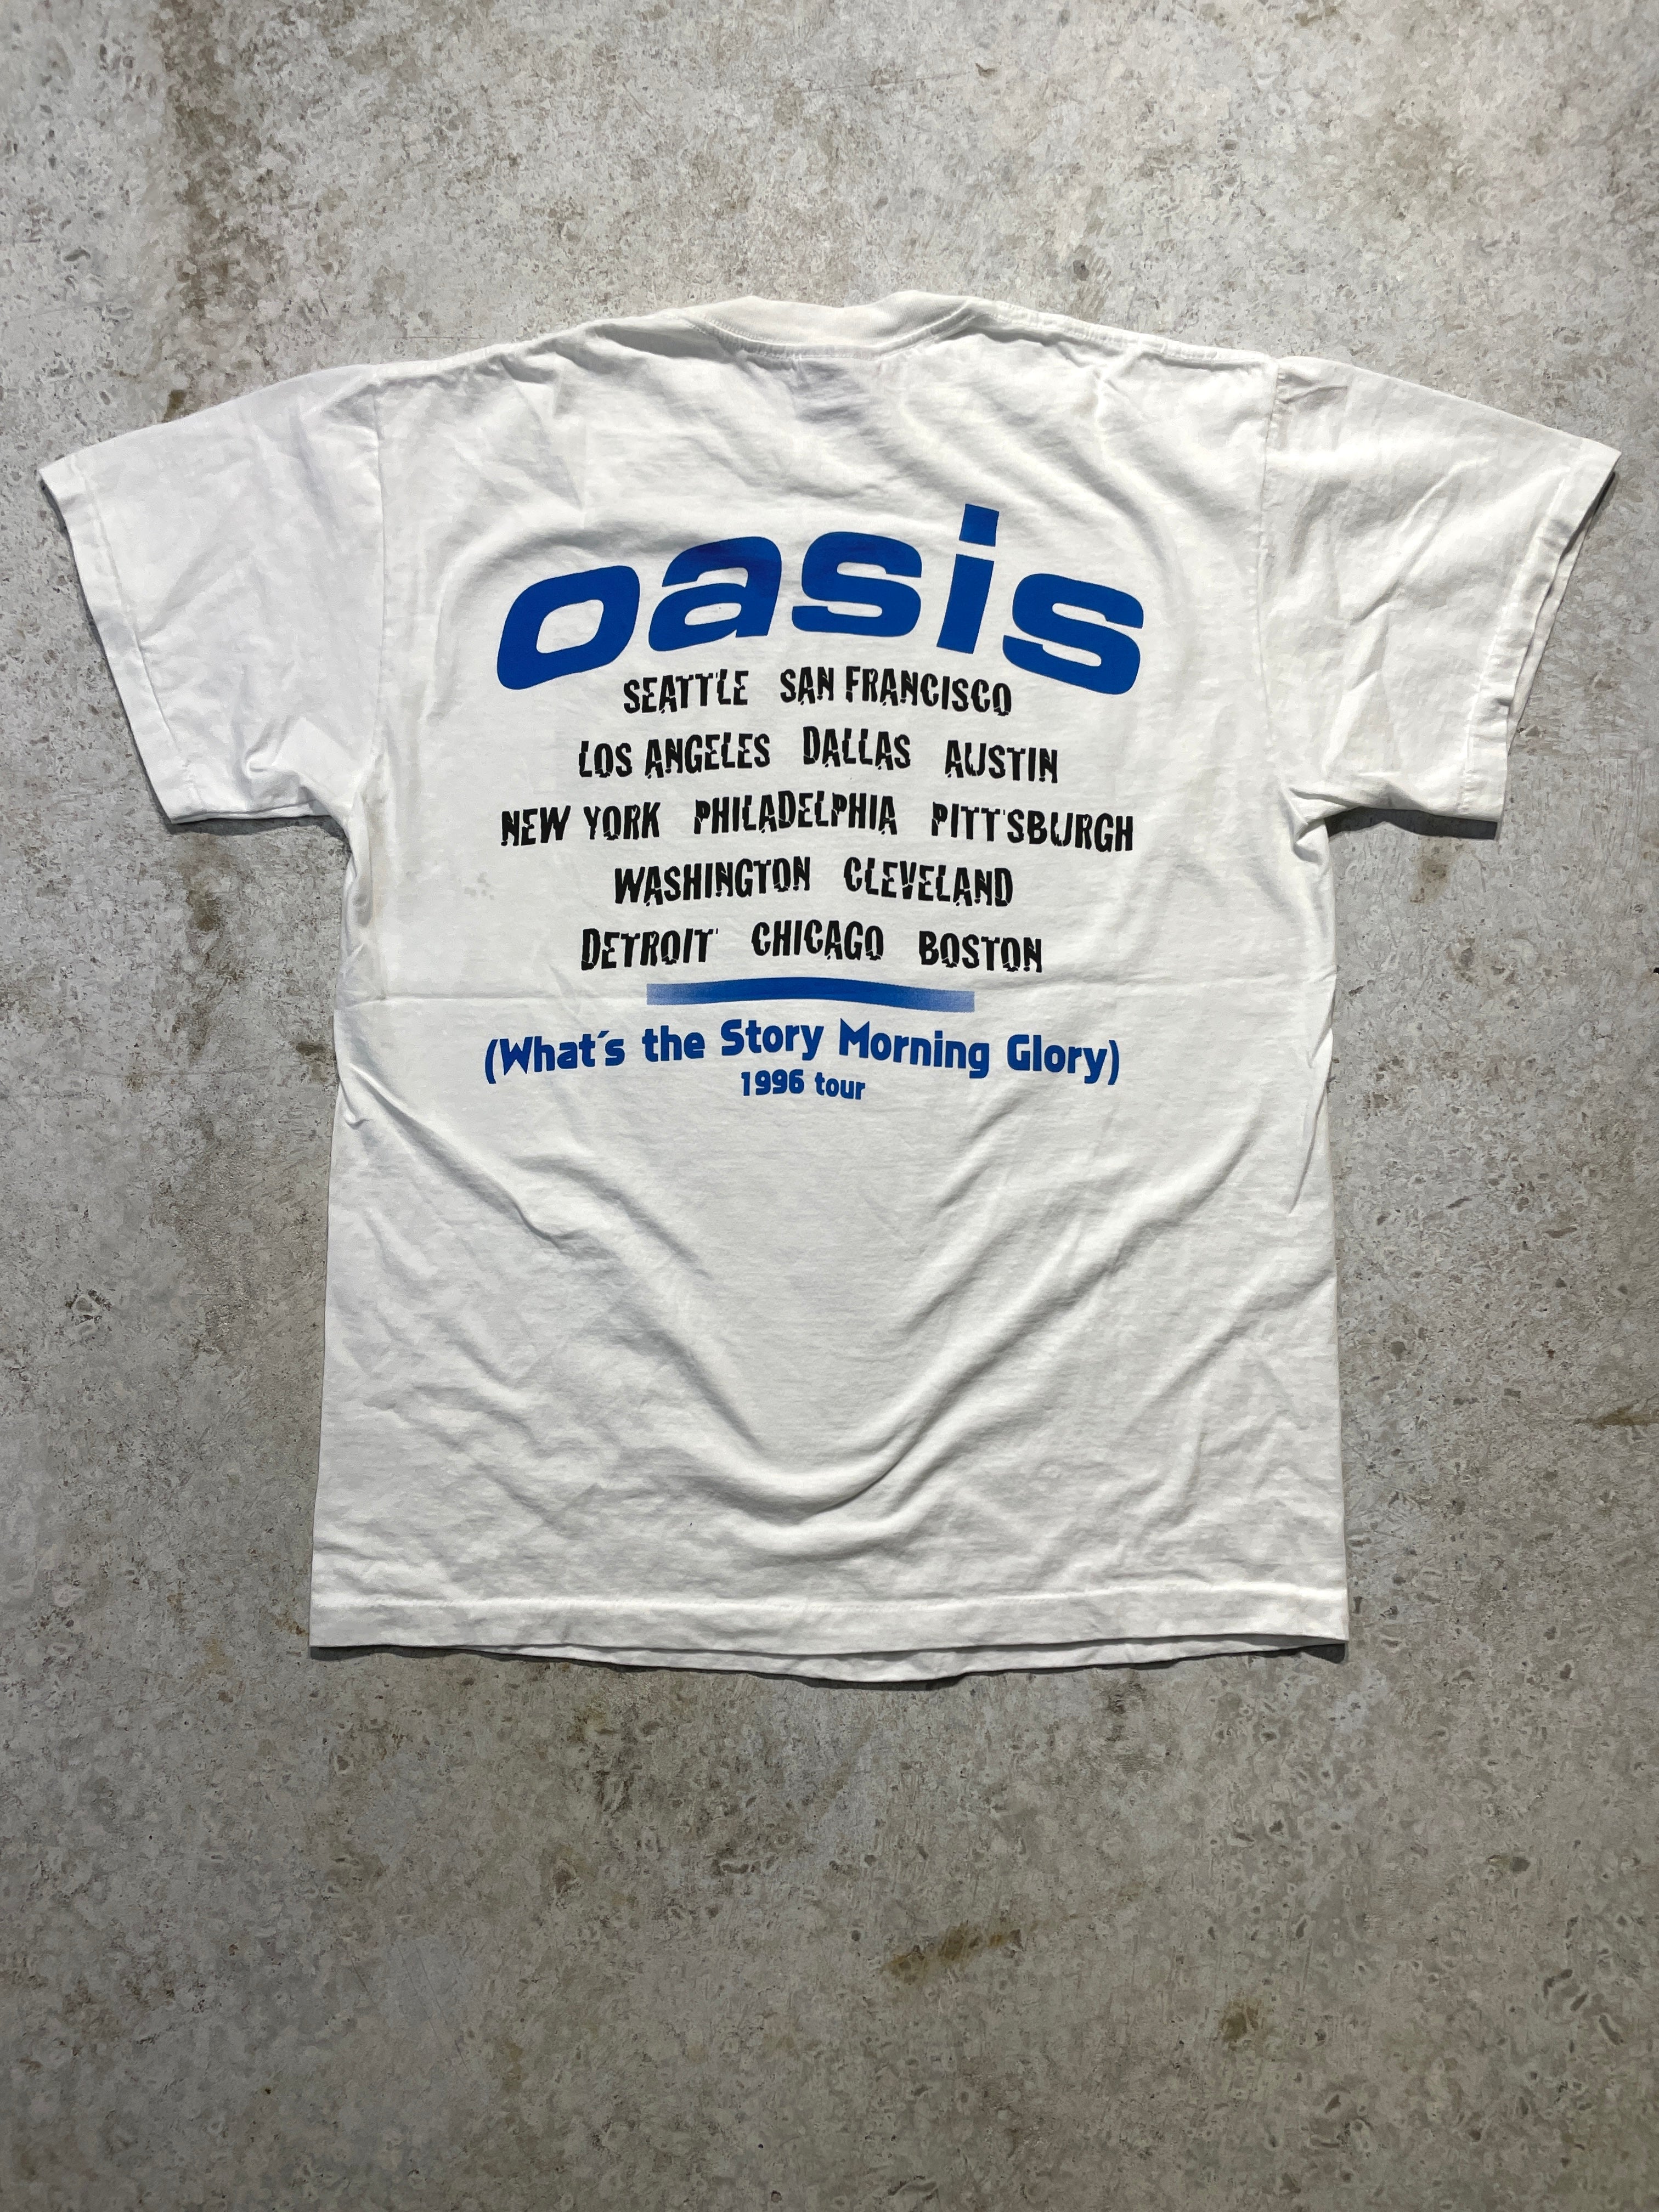 oasis
SEATTLE SAN FRANCISCO
LOS ANGELES DALLAS AUSTIN
NEW YORK PHILADELPHIA PITTSBURGH
WASHINGTON CLEVELAND
DETROIT CHICAGO BOSTON
(What's the Story Morning Glory)
1996 tour